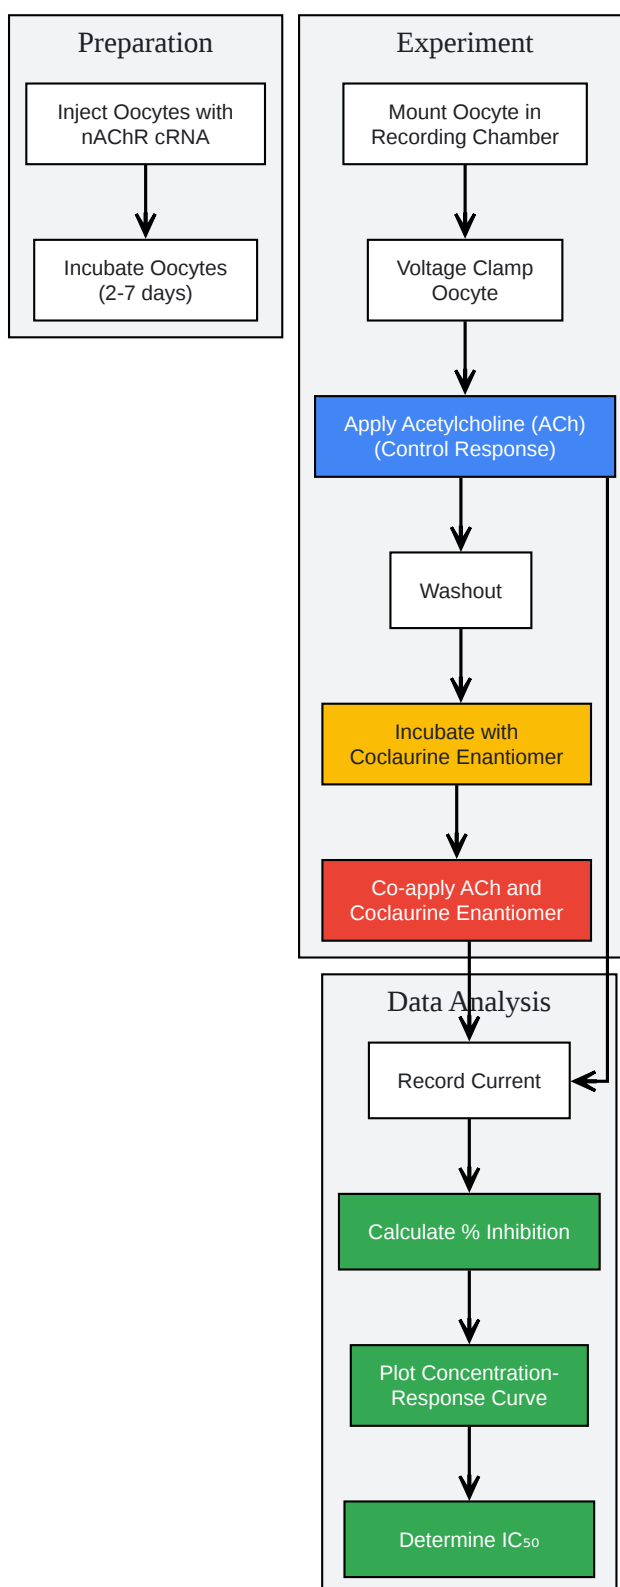 Preparation
Inject Oocytes with
nAChR cRNA
Incubate Oocytes
(2-7 days)
Experiment
Mount Oocyte in
Recording Chamber
Voltage Clamp
Oocyte
Apply Acetylcholine (ACh)
(Control Response)
Washout
Incubate with
Coclaurine Enantiomer
Co-apply ACh and
Coclaurine Enantiomer
Data Analysis
Record Current
Calculate % Inhibition
Plot Concentration-
Response Curve
Determine IC₅₀